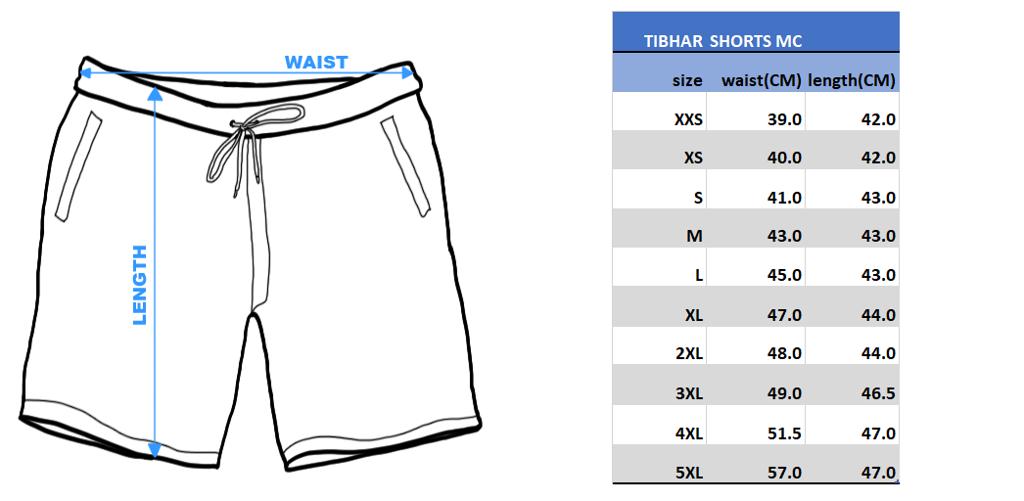 WAIST
LENGTH
TIBHAR SHORTS MC
size waist(CM) length(CM)
XXS 39.0 42.0
XS 40.0 42.0
S 41.0 43.0
M 43.0 43.0
L 45.0 43.0
XL 47.0 44.0
2XL 48.0 44.0
3XL 49.0 46.5
4XL 51.5 47.0
5XL 57.0 47.0